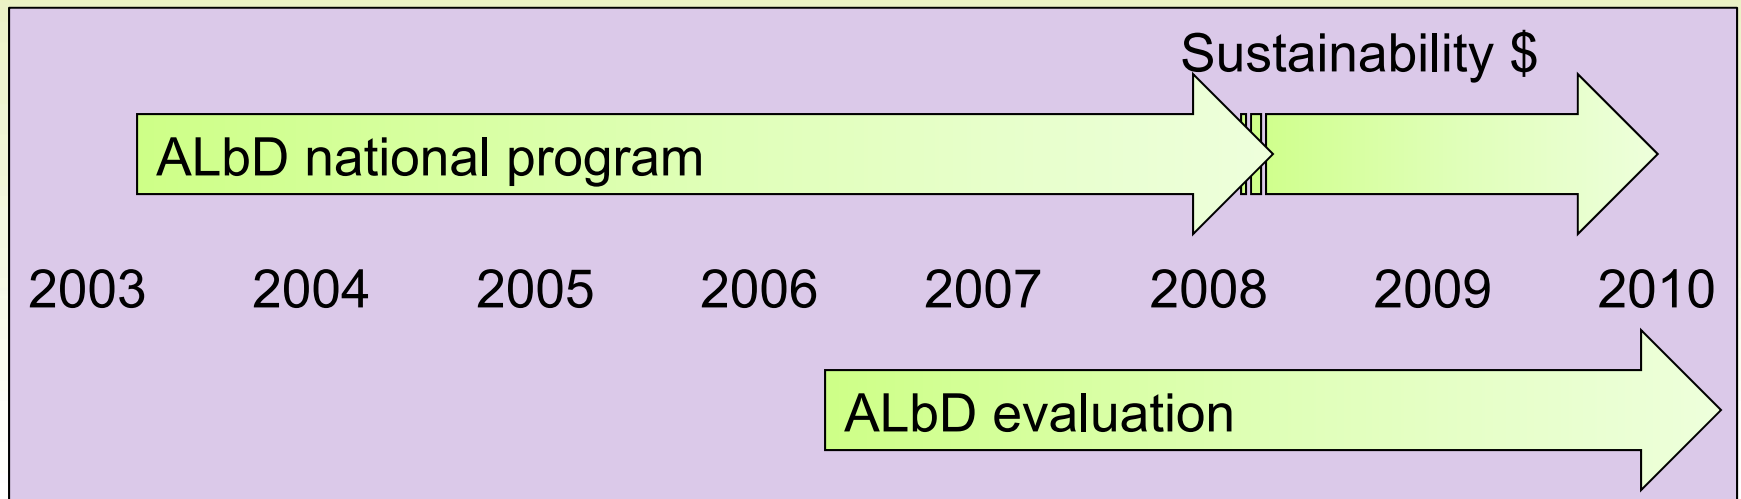 Sustainability $
ALbD national program
2003 2004 2005 2006 2007 2008 2009 2010
ALbD evaluation